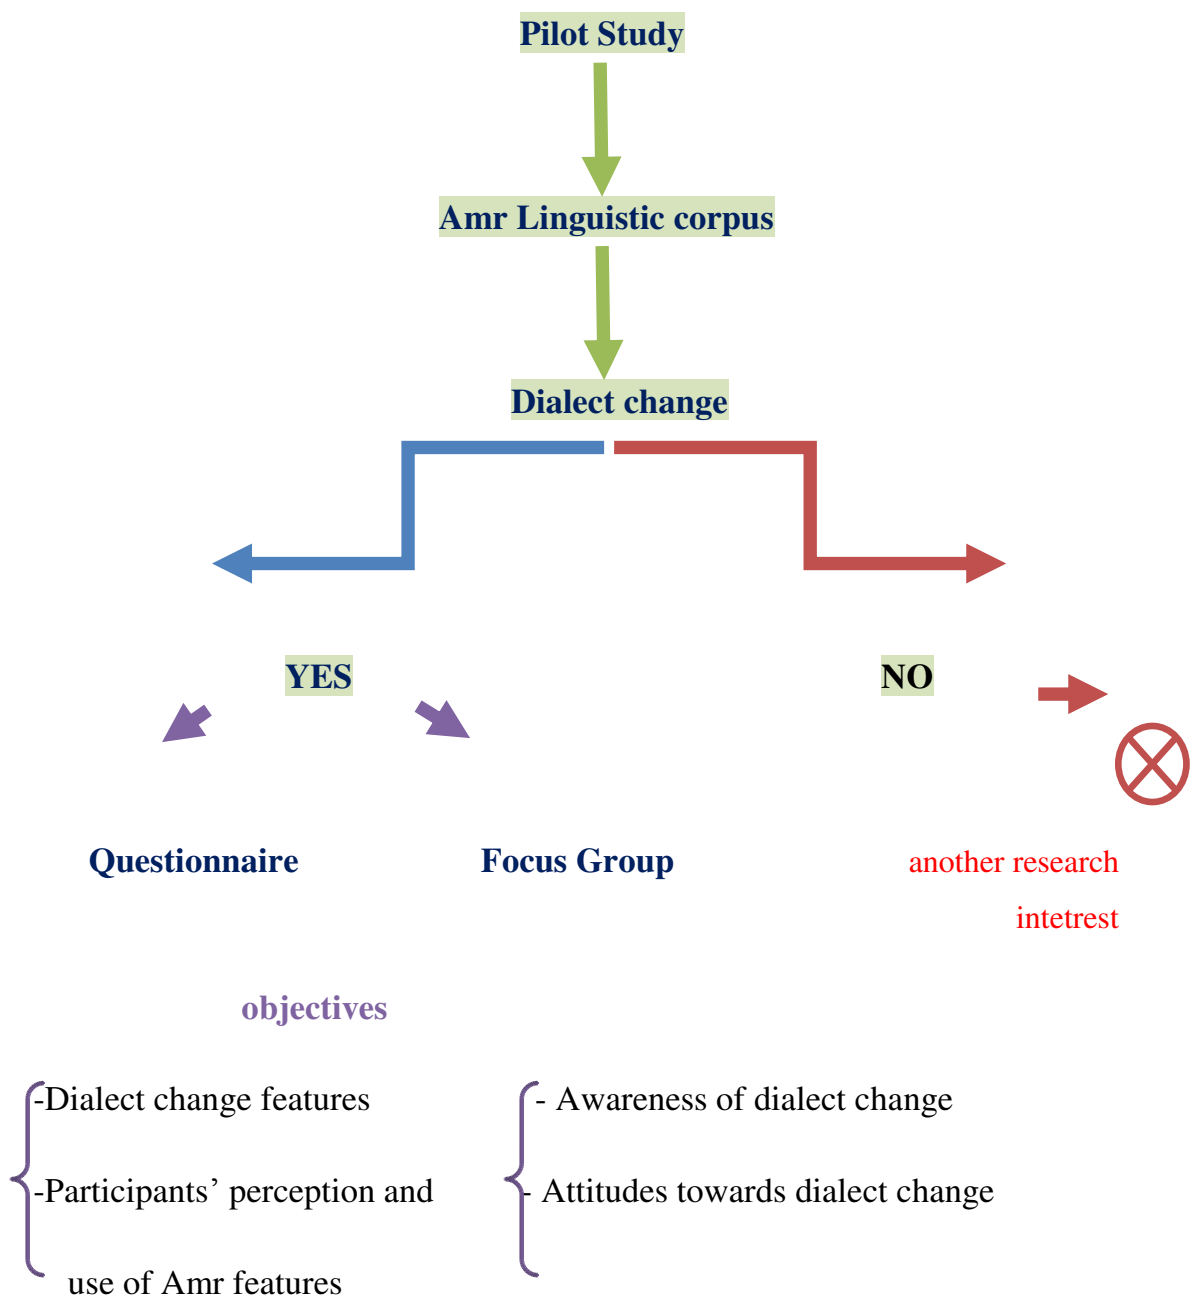 Pilot Study
Amr Linguistic corpus
Dialect change
YES
NO
Questionnaire
Focus Group
another research
intetrest
objectives
-Dialect change features
-Participants’ perception and
use of Amr features
- Awareness of dialect change
- Attitudes towards dialect change